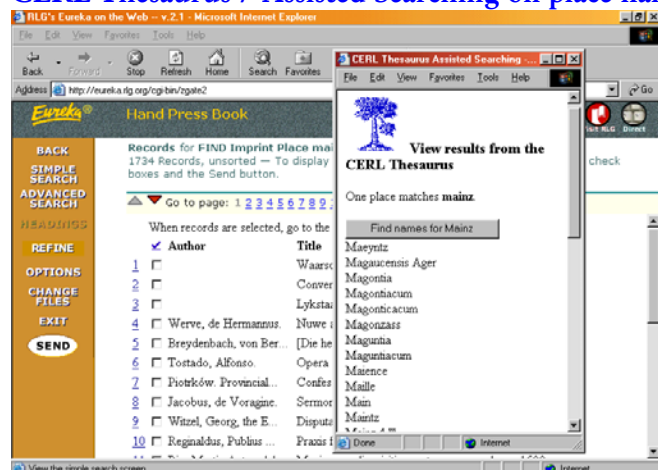 CERL Thesaurus / Assisted Searching on place
RLG's Eureka on the Web -- v.2.1 - Microsoft Internet Explorer
File Edit View Favorites Tools Help
Back Forward Stop Refresh Home Search Favorites
Address http://eureka.rlg.org/cgi-bin/zgate2
Go
Eureka®
Hand Press Book
Visit RLG Direct
BACK
SIMPLE SEARCH
ADVANCED SEARCH
HEADINGS
REFINE
OPTIONS
CHANGE FILES
EXIT
SEND
Records for FIND Imprint Place
1734 Records, unsorted — To display
check
boxes and the Send button.
Go to page: 1 2 3 4 5 6 7 8 9
When records are selected, go to the
Author Title
1
2
3
4 Werve, de Hermannus. Nuwe
5 Breydenbach, von Ber... [Die
6 Tostado, Alfonso. Opera
7 Piotrków. Provincial...
8 Jacobus, de Voragine.
9 Witzel, Georg, the E...
10 Reginaldus, Publius ... Praxis
CERL Thesaurus Assisted Searching -...
File Edit View Favorites Tools Help
View results from the
CERL Thesaurus
One place matches mainz
Find names for Mainz
Maeyntz
Magaucensis Ager
Magontia
Magontiacum
Magonticacum
Magonzass
Maguntia
Maguntiacum
Maience
Maille
Main
Maintz
Done Internet
View the simple search screen
Internet